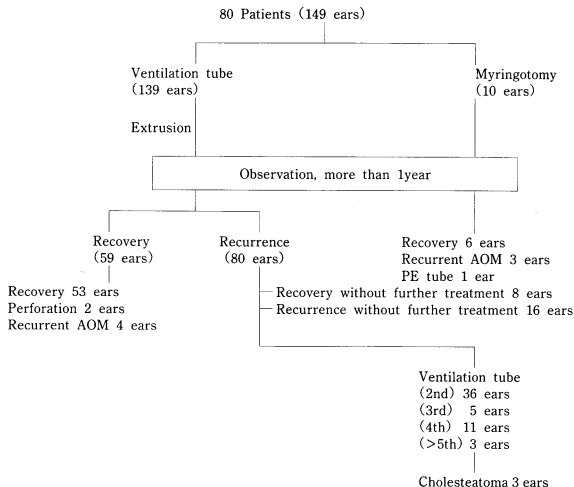 80 Patients (149 ears)
Ventilation tube
(139 ears)
Myringotomy
(10 ears)
Extrusion
Observation, more than 1year
Recovery
(59 ears)
Recovery 53 ears
Perforation 2 ears
Recurrent AOM 4 ears
Recurrence
(80 ears)
Recovery 6 ears
Recurrent AOM 3 ears
PE tube 1 ear
Recovery without further treatment 8 ears
Recurrence without further treatment 16 ears
Ventilation tube
(2nd) 36 ears
(3rd) 5 ears
(4th) 11 ears
(>5th) 3 ears
Cholesteatoma 3 ears